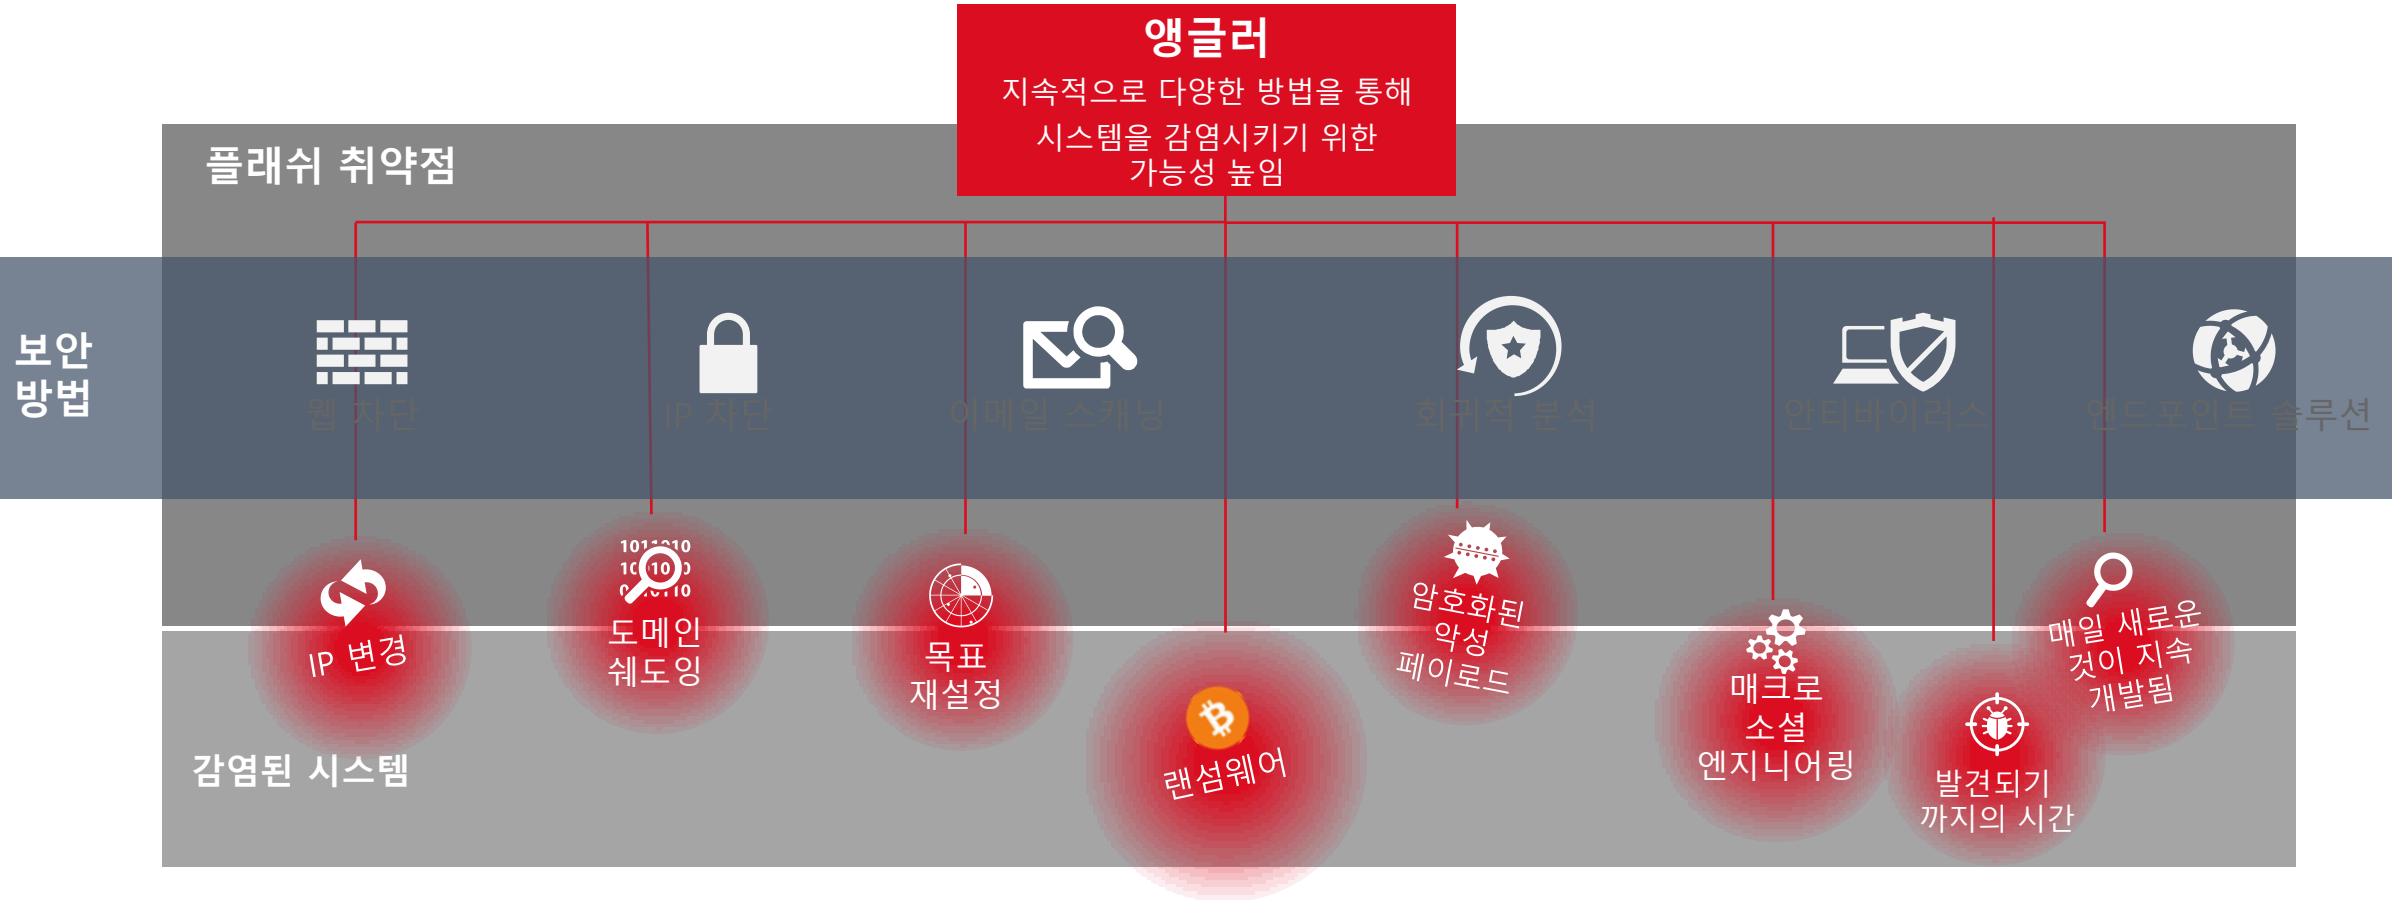 앵글러
지속적으로 다양한 방법을 통해
시스템을 감염시키기 위한
가능성 높임
플래쉬 취약점
보안
방법
웹 차단
IP 차단
이메일 스캐닝
회귀적 분석
안티바이러스
엔드포인트 솔루션
IP 변경
1011010
도메인
쉐도잉
목표
재설정
랜섬웨어
암호화된
악성
페이로드
매크로
소셜
엔지니어링
발견되기
까지의 시간
매일 새로운
것이 지속
개발됨
감염된 시스템